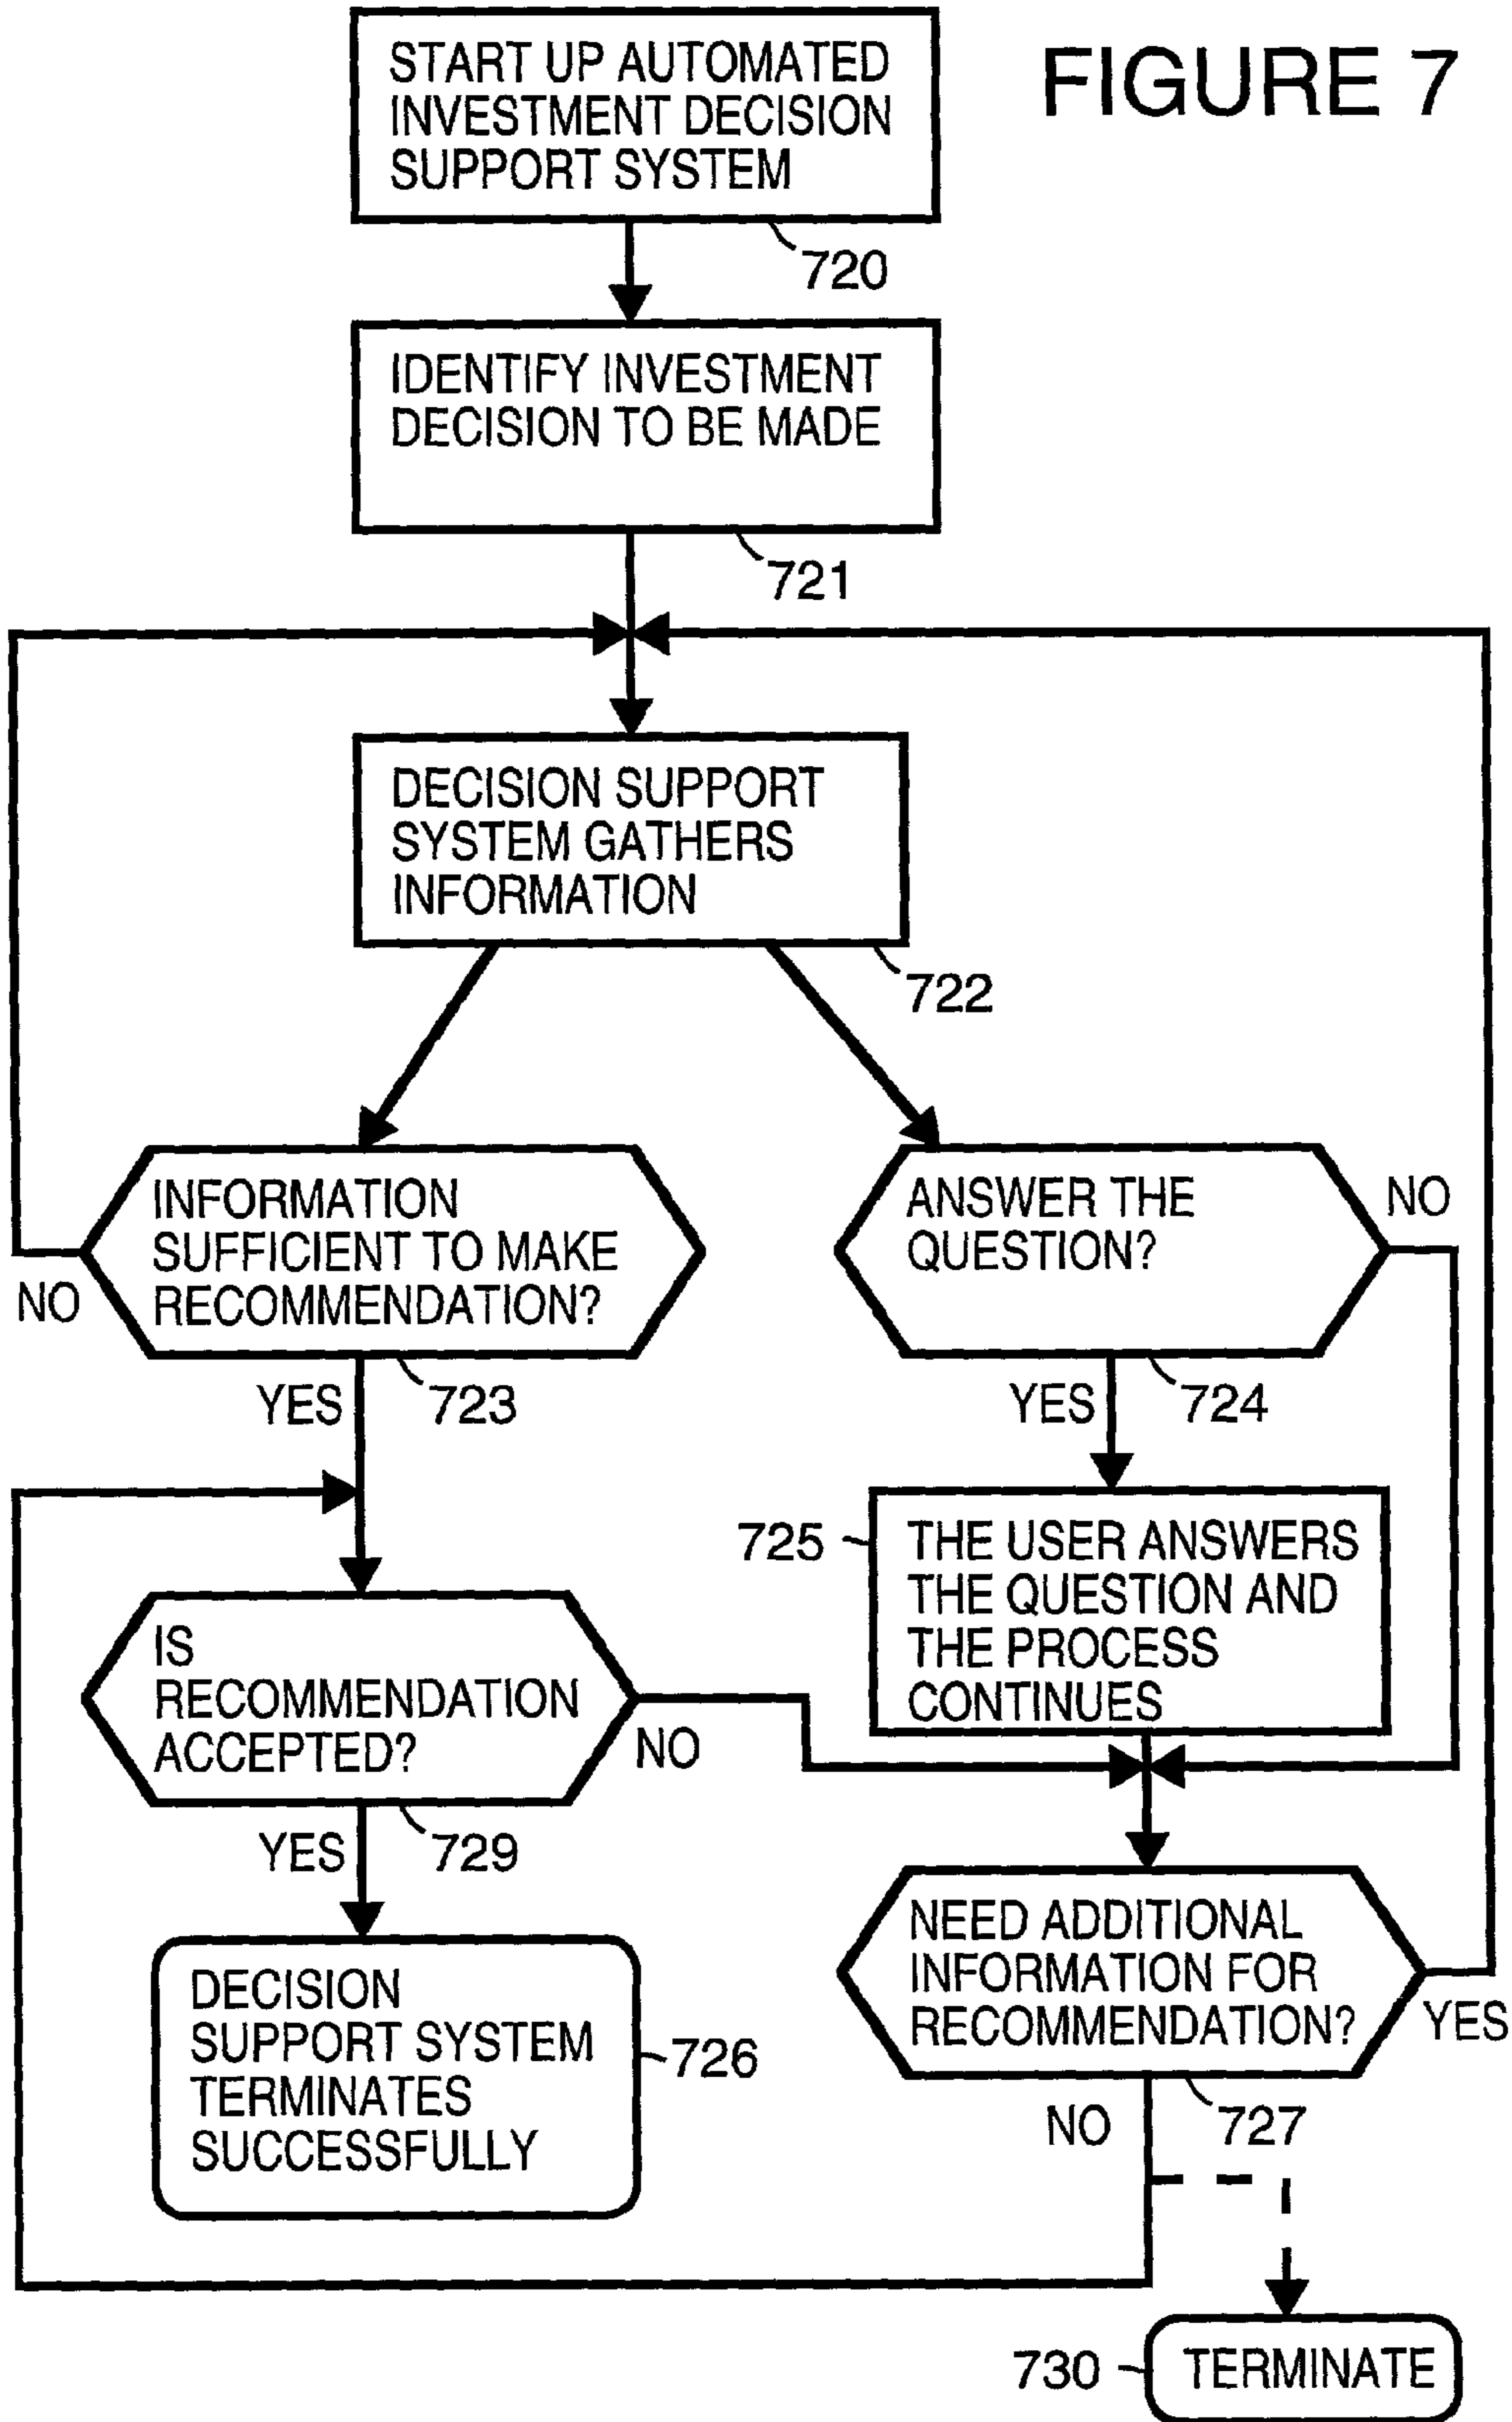 FIGURE 7
START UP AUTOMATED
INVESTMENT DECISION
SUPPORT SYSTEM
720
IDENTIFY INVESTMENT
DECISION TO BE MADE
721
DECISION SUPPORT
SYSTEM GATHERS
INFORMATION
722
INFORMATION
SUFFICIENT TO MAKE
RECOMMENDATION?
NO
YES
723
ANSWER THE
QUESTION?
NO
YES
724
725
THE USER ANSWERS
THE QUESTION AND
THE PROCESS
CONTINUES
IS
RECOMMENDATION
ACCEPTED?
NO
YES
729
DECISION
SUPPORT SYSTEM
TERMINATES
SUCCESSFULLY
726
NEED ADDITIONAL
INFORMATION FOR
RECOMMENDATION?
YES
NO
727
730
TERMINATE